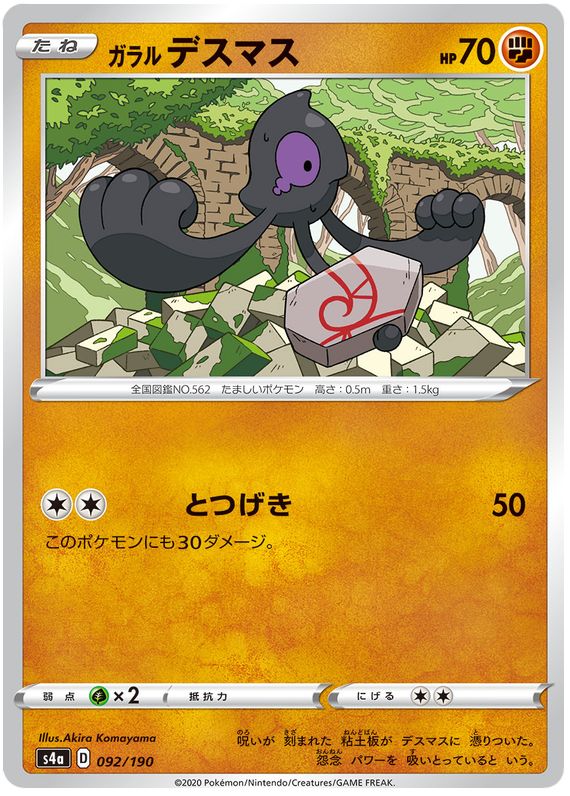 たね ガラル デスマス HP70
全国図鑑NO.562 たましいポケモン 高さ:0.5m 重さ:1.5kg
とつげき 50
このポケモンにも30ダメージ。
弱点 ×2 抵抗力 にげる
Illus.Akira Komayama
呪いが 刻まれた 粘土板が デスマスに 憑りついた。
s4a D 092/190
怨念の パワーを 吸いとっていると いう。
©2020 Pokémon/Nintendo/Creatures/GAME FREAK.